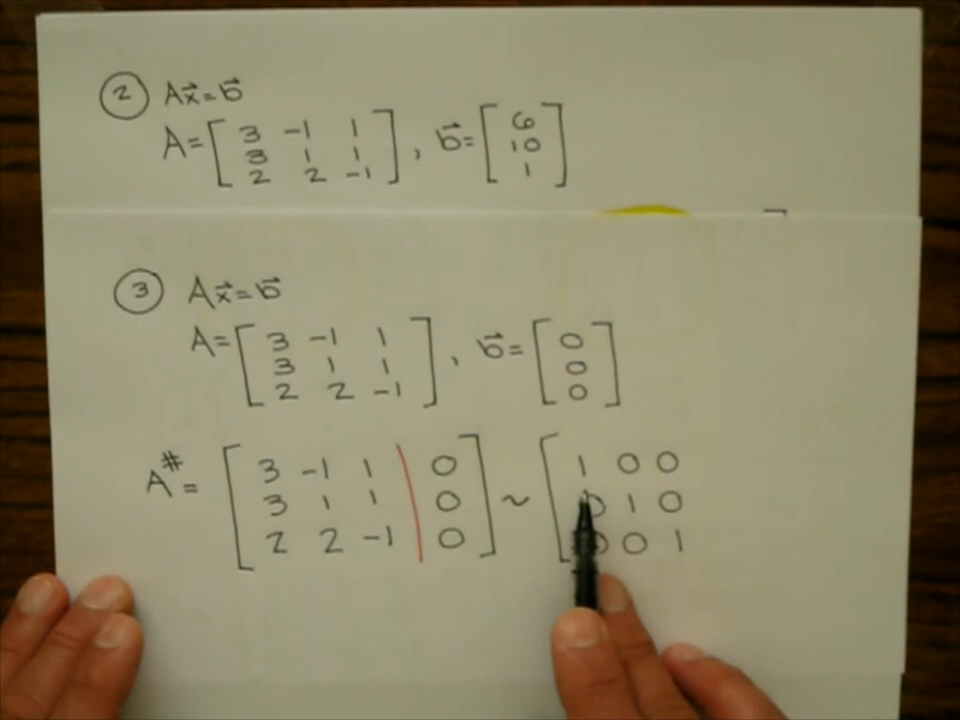 ② Ax⃗=b⃗
A=[3 -1 1
3 1 1
2 2 -1], b⃗=[6
10
1]
③ Ax⃗=b⃗
A=[3 -1 1
3 1 1
2 2 -1], b⃗=[0
0
0]
A#=[3 -1 1 | 0
3 1 1 | 0
2 2 -1 | 0] ~ [1 0 0
0 1 0
0 0 1